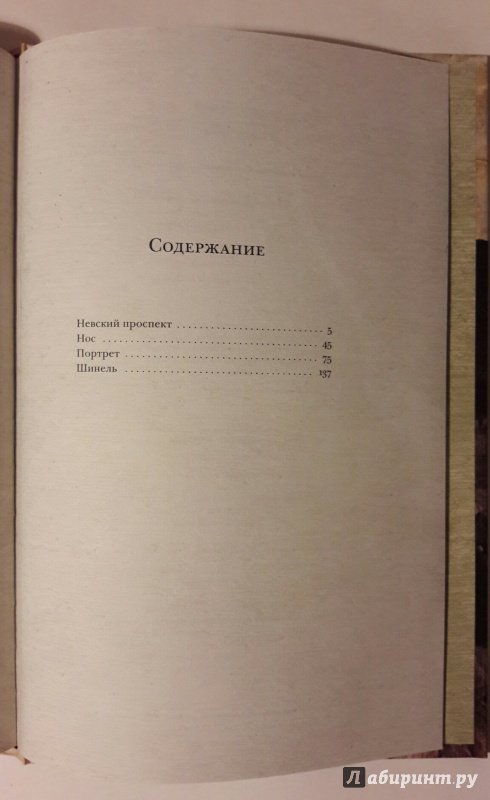 Содержание
Невский проспект 5
Нос 45
Портрет 75
Шинель 137
Лабиринт.ру